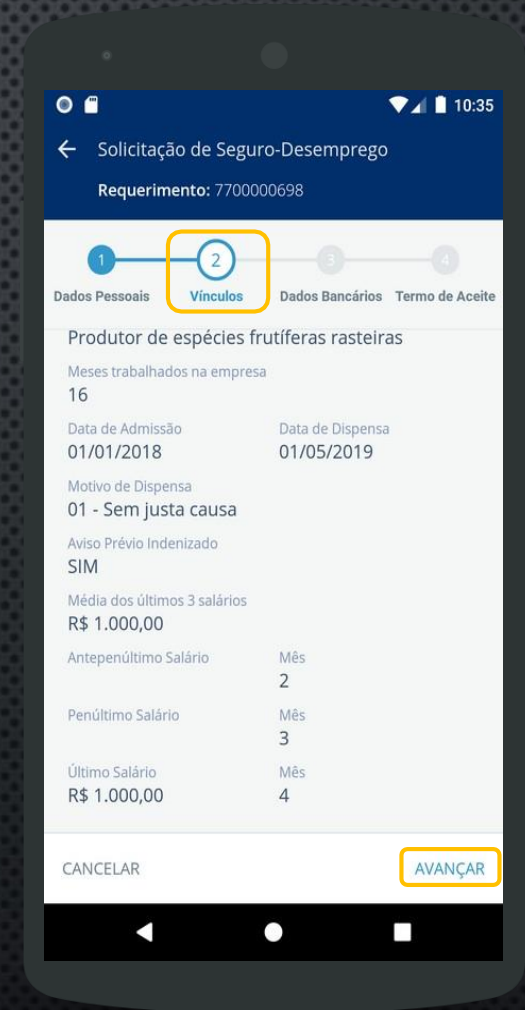 10:35
Solicitação de Seguro-Desemprego
Requerimento: 7700000698
1 2 3 4
Dados Pessoais Vínculos Dados Bancários Termo de Aceite
Produtor de espécies frutíferas rasteiras
Meses trabalhados na empresa
16
Data de Admissão Data de Dispensa
01/01/2018 01/05/2019
Motivo de Dispensa
01 - Sem justa causa
Aviso Prévio Indenizado
SIM
Média dos últimos 3 salários
R$ 1.000,00
Antepenúltimo Salário Mês
2
Penúltimo Salário Mês
3
Último Salário Mês
R$ 1.000,00 4
CANCELAR AVANÇAR